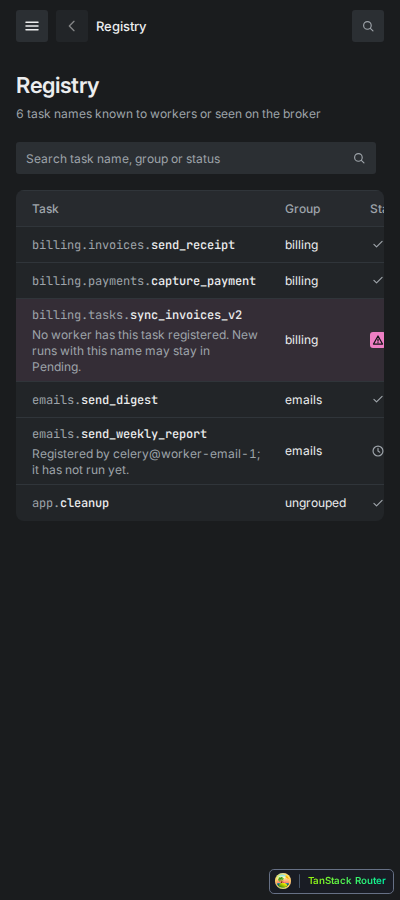 Registry
Registry
6 task names known to workers or seen on the broker
Search task name, group or status
Task Group
billing.invoices.send_receipt billing
billing.payments.capture_payment billing
billing.tasks.sync_invoices_v2
No worker has this task registered. New
runs with this name may stay in
Pending.
billing
emails.send_digest emails
emails.send_weekly_report
Registered by celery@worker-email-1;
it has not run yet.
emails
app.cleanup ungrouped
TanStack Router